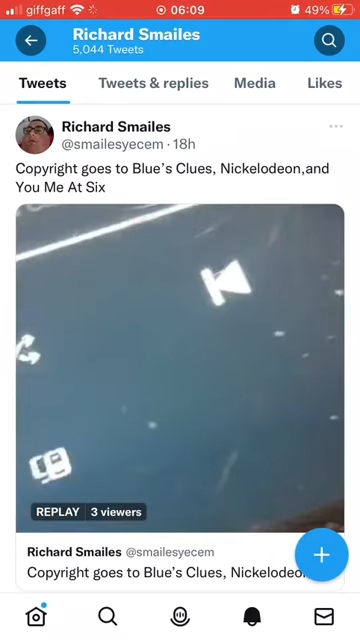 giffgaff 06:09 49%
Richard Smailes
5,044 Tweets
Tweets Tweets & replies Media Likes
Richard Smailes
@smailesyecem · 18h
Copyright goes to Blue's Clues, Nickelodeon,and
You Me At Six
REPLAY 3 viewers
Richard Smailes @smailesyecem
Copyright goes to Blue's Clues, Nickelodeo